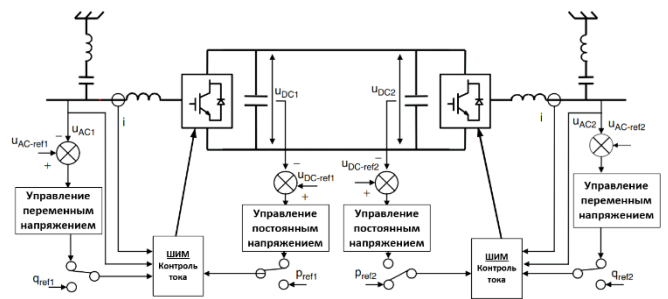 u_DC1
u_DC2
u_AC1
i
i
u_AC2
u_AC-ref2
u_AC-ref1
−
+
−
u_DC-ref1
+
u_DC-ref2
−
+
Управление
переменным
напряжением
Управление
постоянным
напряжением
Управление
постоянным
напряжением
Управление
переменным
напряжением
ШИМ
Контроль
тока
ШИМ
Контроль
тока
q_ref1
p_ref1
p_ref2
q_ref2